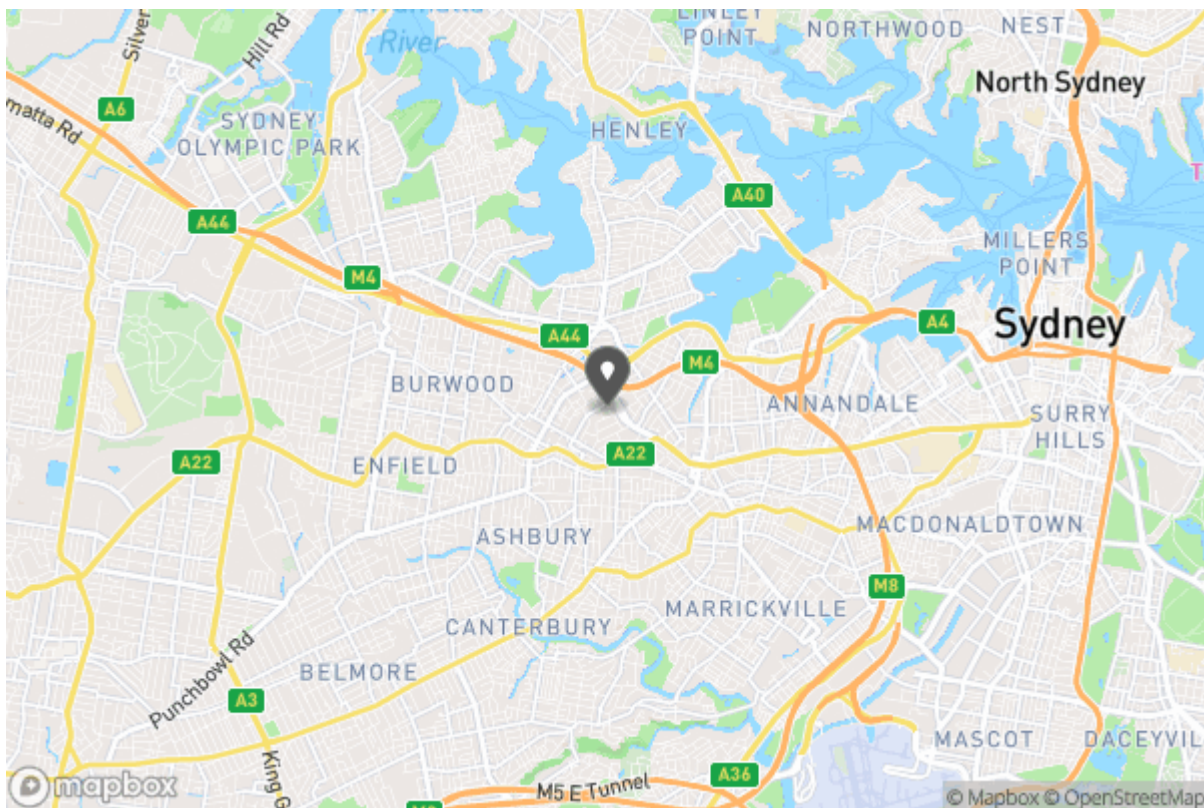 LINLEY
POINT
NORTHWOOD
NEST
River
Silver
Hill Rd
A6
North Sydney
matta Rd
SYDNEY
OLYMPIC PARK
HENLEY
A40
A44
MILLERS
POINT
M4
A44
A4
Sydney
M4
BURWOOD
ANNANDALE
SURRY
HILLS
A22
ENFIELD
A22
ASHBURY
MACDONALDTOWN
M8
MARRICKVILLE
CANTERBURY
Punchbowl Rd
BELMORE
A3
King G
MASCOT
DACEYVIL
A36
M5 E Tunnel
mapbox
© Mapbox © OpenStreetMap